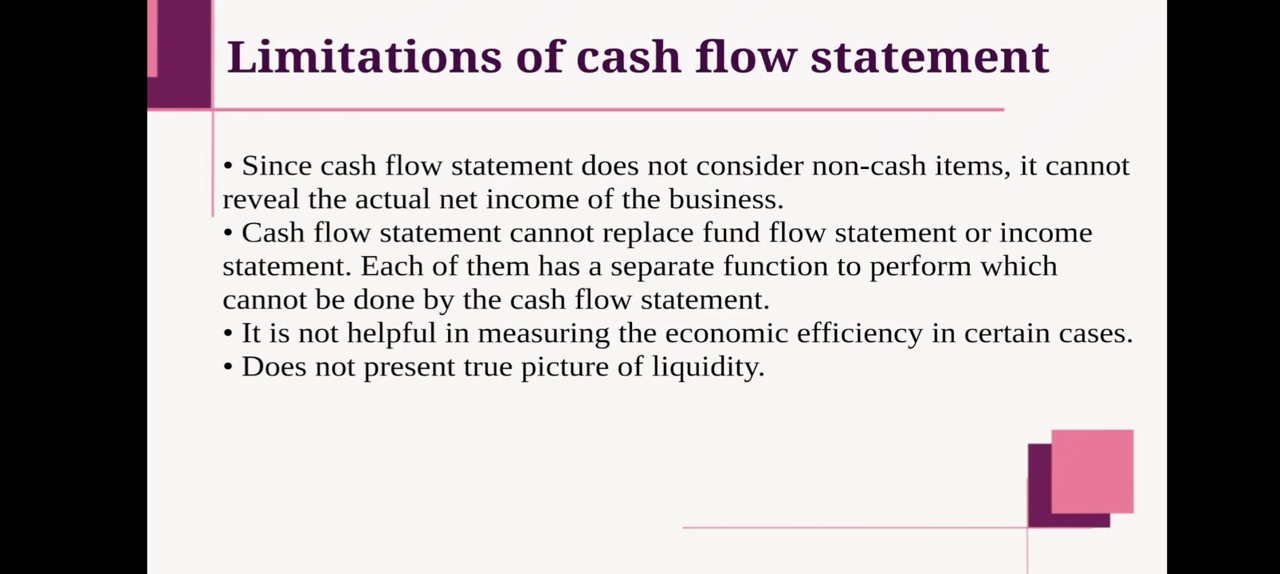 Limitations of cash flow statement
• Since cash flow statement does not consider non-cash items, it cannot
reveal the actual net income of the business.
• Cash flow statement cannot replace fund flow statement or income
statement. Each of them has a separate function to perform which
cannot be done by the cash flow statement.
• It is not helpful in measuring the economic efficiency in certain cases.
• Does not present true picture of liquidity.